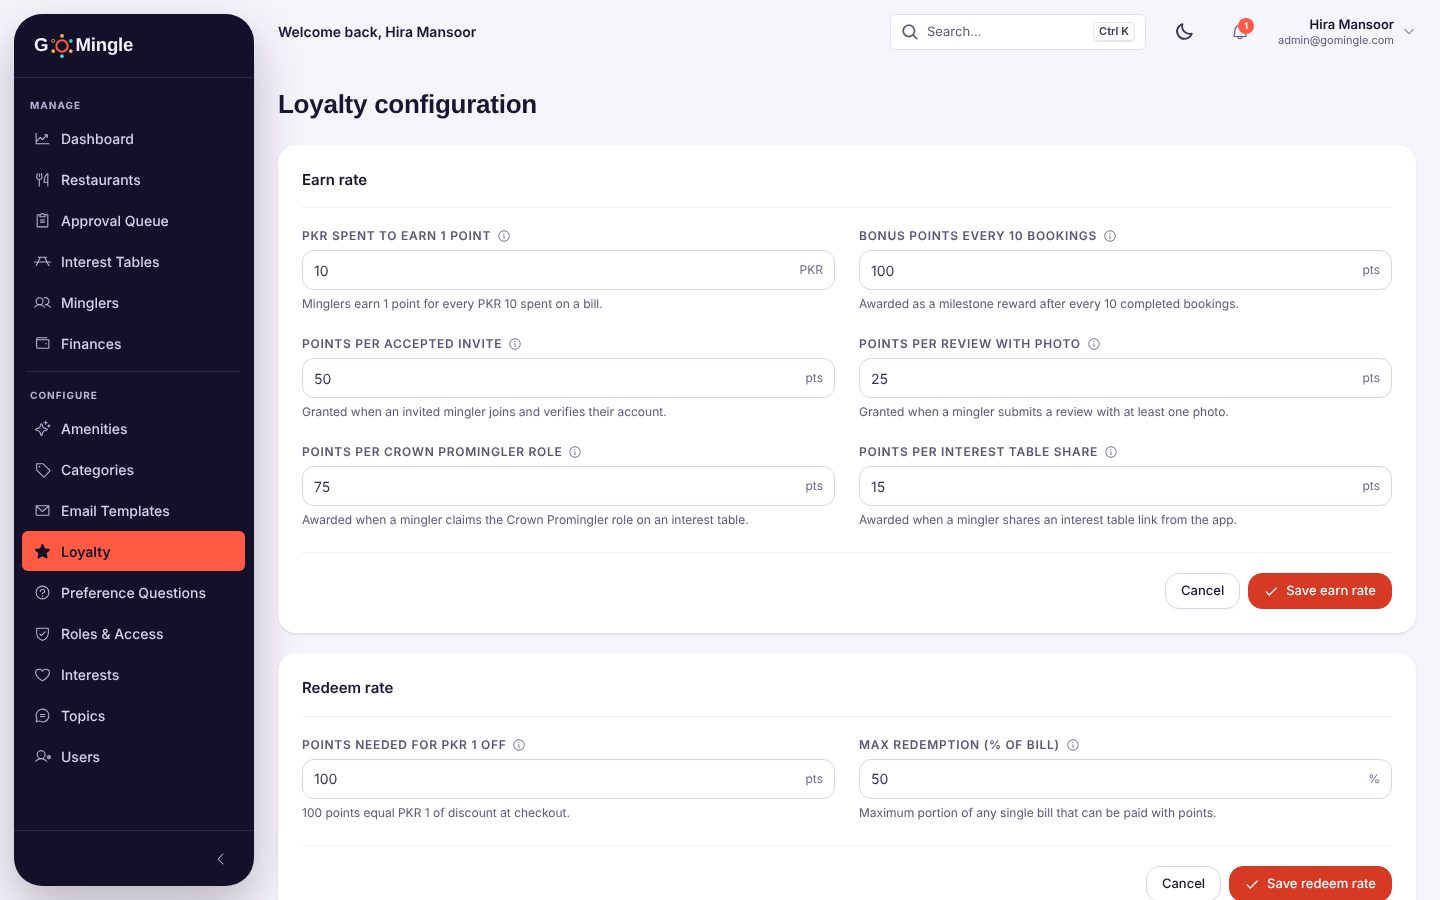 GoMingle
Welcome back, Hira Mansoor
Search...
Ctrl K
1
Hira Mansoor
admin@gomingle.com
MANAGE
Dashboard
Restaurants
Approval Queue
Interest Tables
Minglers
Finances
CONFIGURE
Amenities
Categories
Email Templates
Loyalty
Preference Questions
Roles & Access
Interests
Topics
Users
Loyalty configuration
Earn rate
PKR SPENT TO EARN 1 POINT
10 PKR
Minglers earn 1 point for every PKR 10 spent on a bill.
BONUS POINTS EVERY 10 BOOKINGS
100 pts
Awarded as a milestone reward after every 10 completed bookings.
POINTS PER ACCEPTED INVITE
50 pts
Granted when an invited mingler joins and verifies their account.
POINTS PER REVIEW WITH PHOTO
25 pts
Granted when a mingler submits a review with at least one photo.
POINTS PER CROWN PROMINGLER ROLE
75 pts
Awarded when a mingler claims the Crown Promingler role on an interest table.
POINTS PER INTEREST TABLE SHARE
15 pts
Awarded when a mingler shares an interest table link from the app.
Cancel
Save earn rate
Redeem rate
POINTS NEEDED FOR PKR 1 OFF
100 pts
100 points equal PKR 1 of discount at checkout.
MAX REDEMPTION (% OF BILL)
50 %
Maximum portion of any single bill that can be paid with points.
Cancel
Save redeem rate